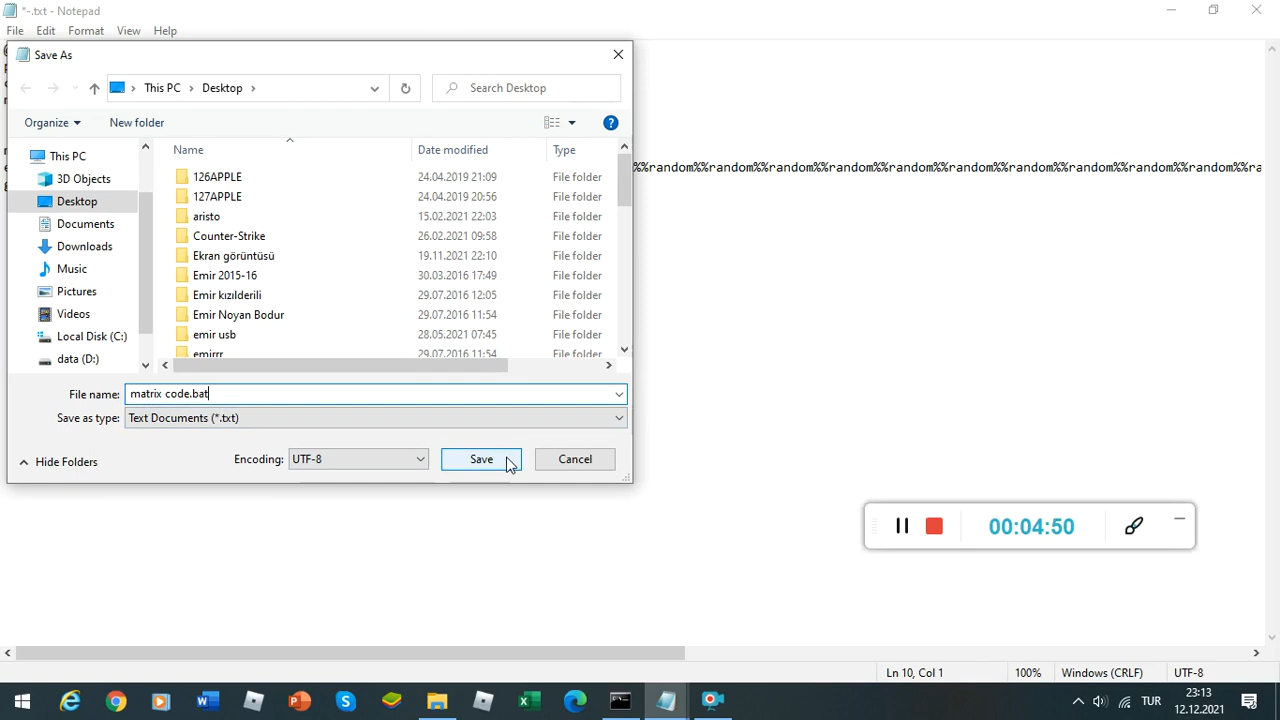 *-.txt - Notepad
File Edit Format View Help
Save As
This PC Desktop
Search Desktop
Organize New folder
This PC
3D Objects
Desktop
Documents
Downloads
Music
Pictures
Videos
Local Disk (C:)
data (D:)
Name Date modified Type
126APPLE 24.04.2019 21:09 File folder
127APPLE 24.04.2019 20:56 File folder
aristo 15.02.2021 22:03 File folder
Counter-Strike 26.02.2021 09:58 File folder
Ekran görüntüsü 19.11.2021 22:10 File folder
Emir 2015-16 30.03.2016 17:49 File folder
Emir kızılderili 29.07.2016 12:05 File folder
Emir Noyan Bodur 29.07.2016 11:54 File folder
emir usb 28.05.2021 07:45 File folder
emirrr 29.07.2016 11:54 File folder
%%random%%random%%random%%random%%random%%random%%random%%random%%random%%random%%ra
File name: matrix code.bat
Save as type: Text Documents (*.txt)
Hide Folders Encoding: UTF-8 Save Cancel
00:04:50
Ln 10, Col 1 100% Windows (CRLF) UTF-8
TUR 23:13
12.12.2021